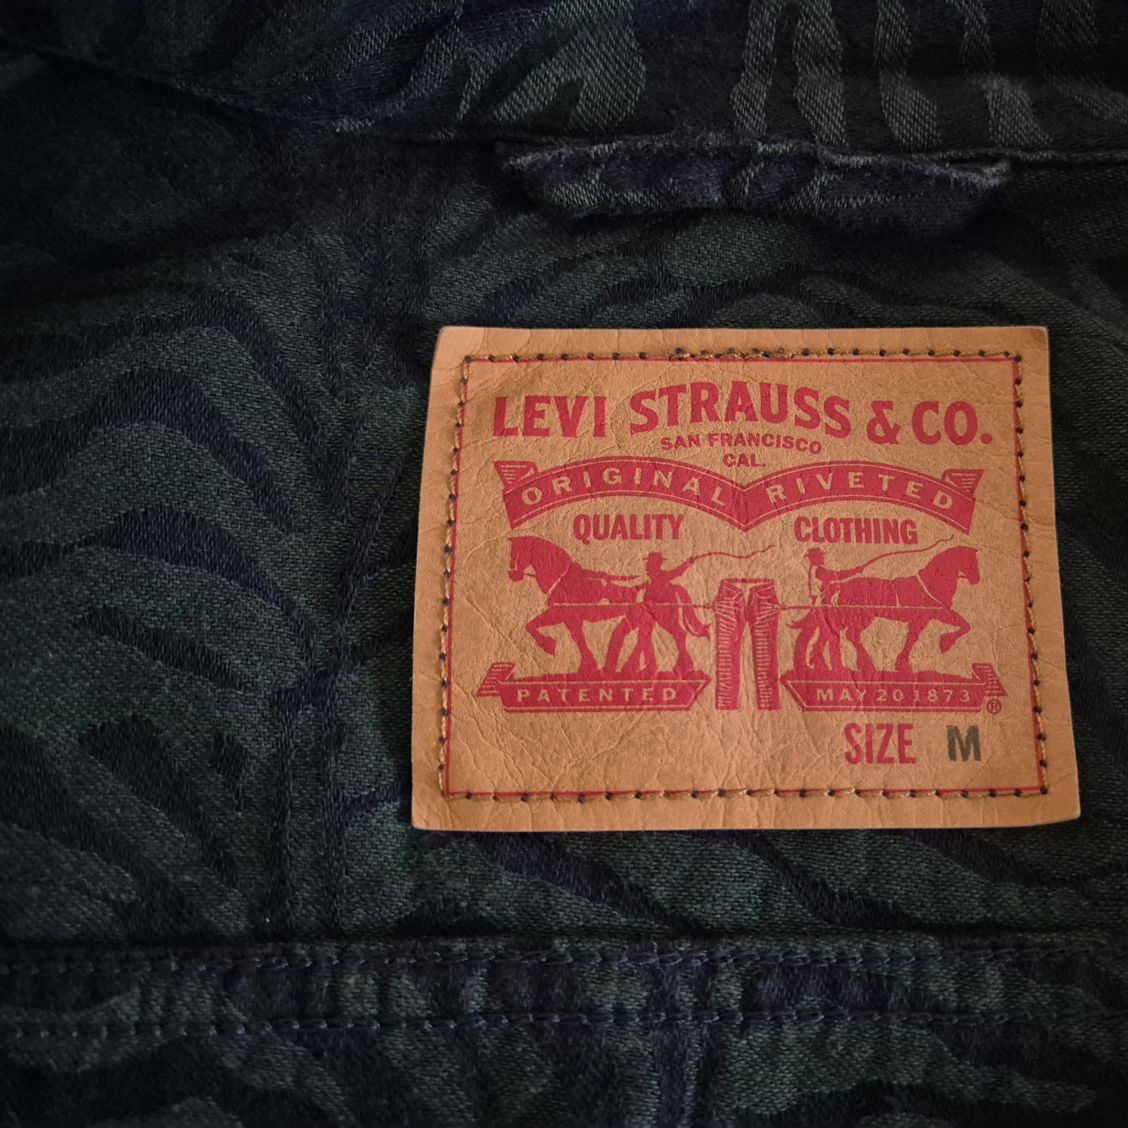 LEVI STRAUSS & CO.
SAN FRANCISCO
CAL.
ORIGINAL RIVETED
QUALITY CLOTHING
PATENTED MAY 20 1873 ®
SIZE M